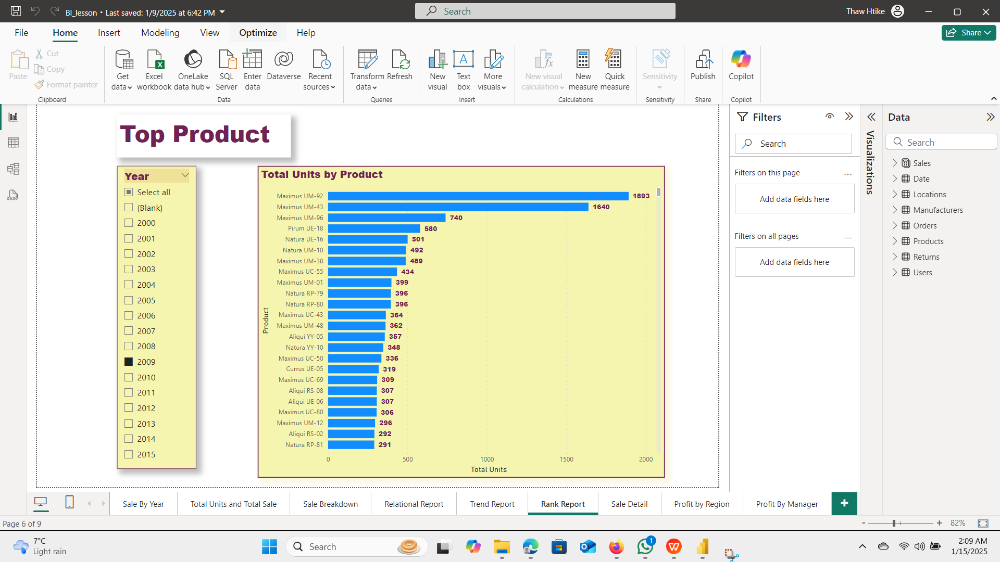 BI_lesson • Last saved: 1/9/2025 at 6:42 PM
Search
Thaw Htike
File
Home
Insert
Modeling
View
Optimize
Help
Share
Paste
Cut
Copy
Format painter
Clipboard
Get data
Excel workbook
OneLake data hub
SQL Server
Enter data
Dataverse
Recent sources
Data
Transform data
Refresh
Queries
New visual
Text box
More visuals
Insert
New visual calculation
New measure
Quick measure
Calculations
Sensitivity
Sensitivity
Publish
Share
Copilot
Copilot
Top Product
Year
Select all
(Blank)
2000
2001
2002
2003
2004
2005
2006
2007
2008
2009
2010
2011
2012
2013
2014
2015
Total Units by Product
Product
Maximus UM-92 1893
Maximus UM-43 1640
Maximus UM-96 740
Pirum UE-18 580
Natura UE-16 501
Natura UM-10 492
Maximus UM-38 489
Maximus UC-55 434
Maximus UM-01 399
Natura RP-79 396
Natura RP-80 396
Maximus UC-43 364
Maximus UM-48 362
Aliqui YY-05 357
Natura YY-10 348
Maximus UC-50 336
Currus UE-05 319
Maximus UC-69 309
Aliqui RS-08 307
Aliqui UE-06 307
Maximus UC-80 306
Maximus UM-12 296
Aliqui RS-02 292
Natura RP-81 291
0 500 1000 1500 2000
Total Units
Filters
Search
Filters on this page
...
Add data fields here
Filters on all pages
...
Add data fields here
Visualizations
Data
Search
Sales
Date
Locations
Manufacturers
Orders
Products
Returns
Users
DAX
Sale By Year
Total Units and Total Sale
Sale Breakdown
Relational Report
Trend Report
Rank Report
Sale Detail
Profit by Region
Profit By Manager
+
Page 6 of 9
- + 82%
7°C
Light rain
Search
1
2:09 AM
1/15/2025